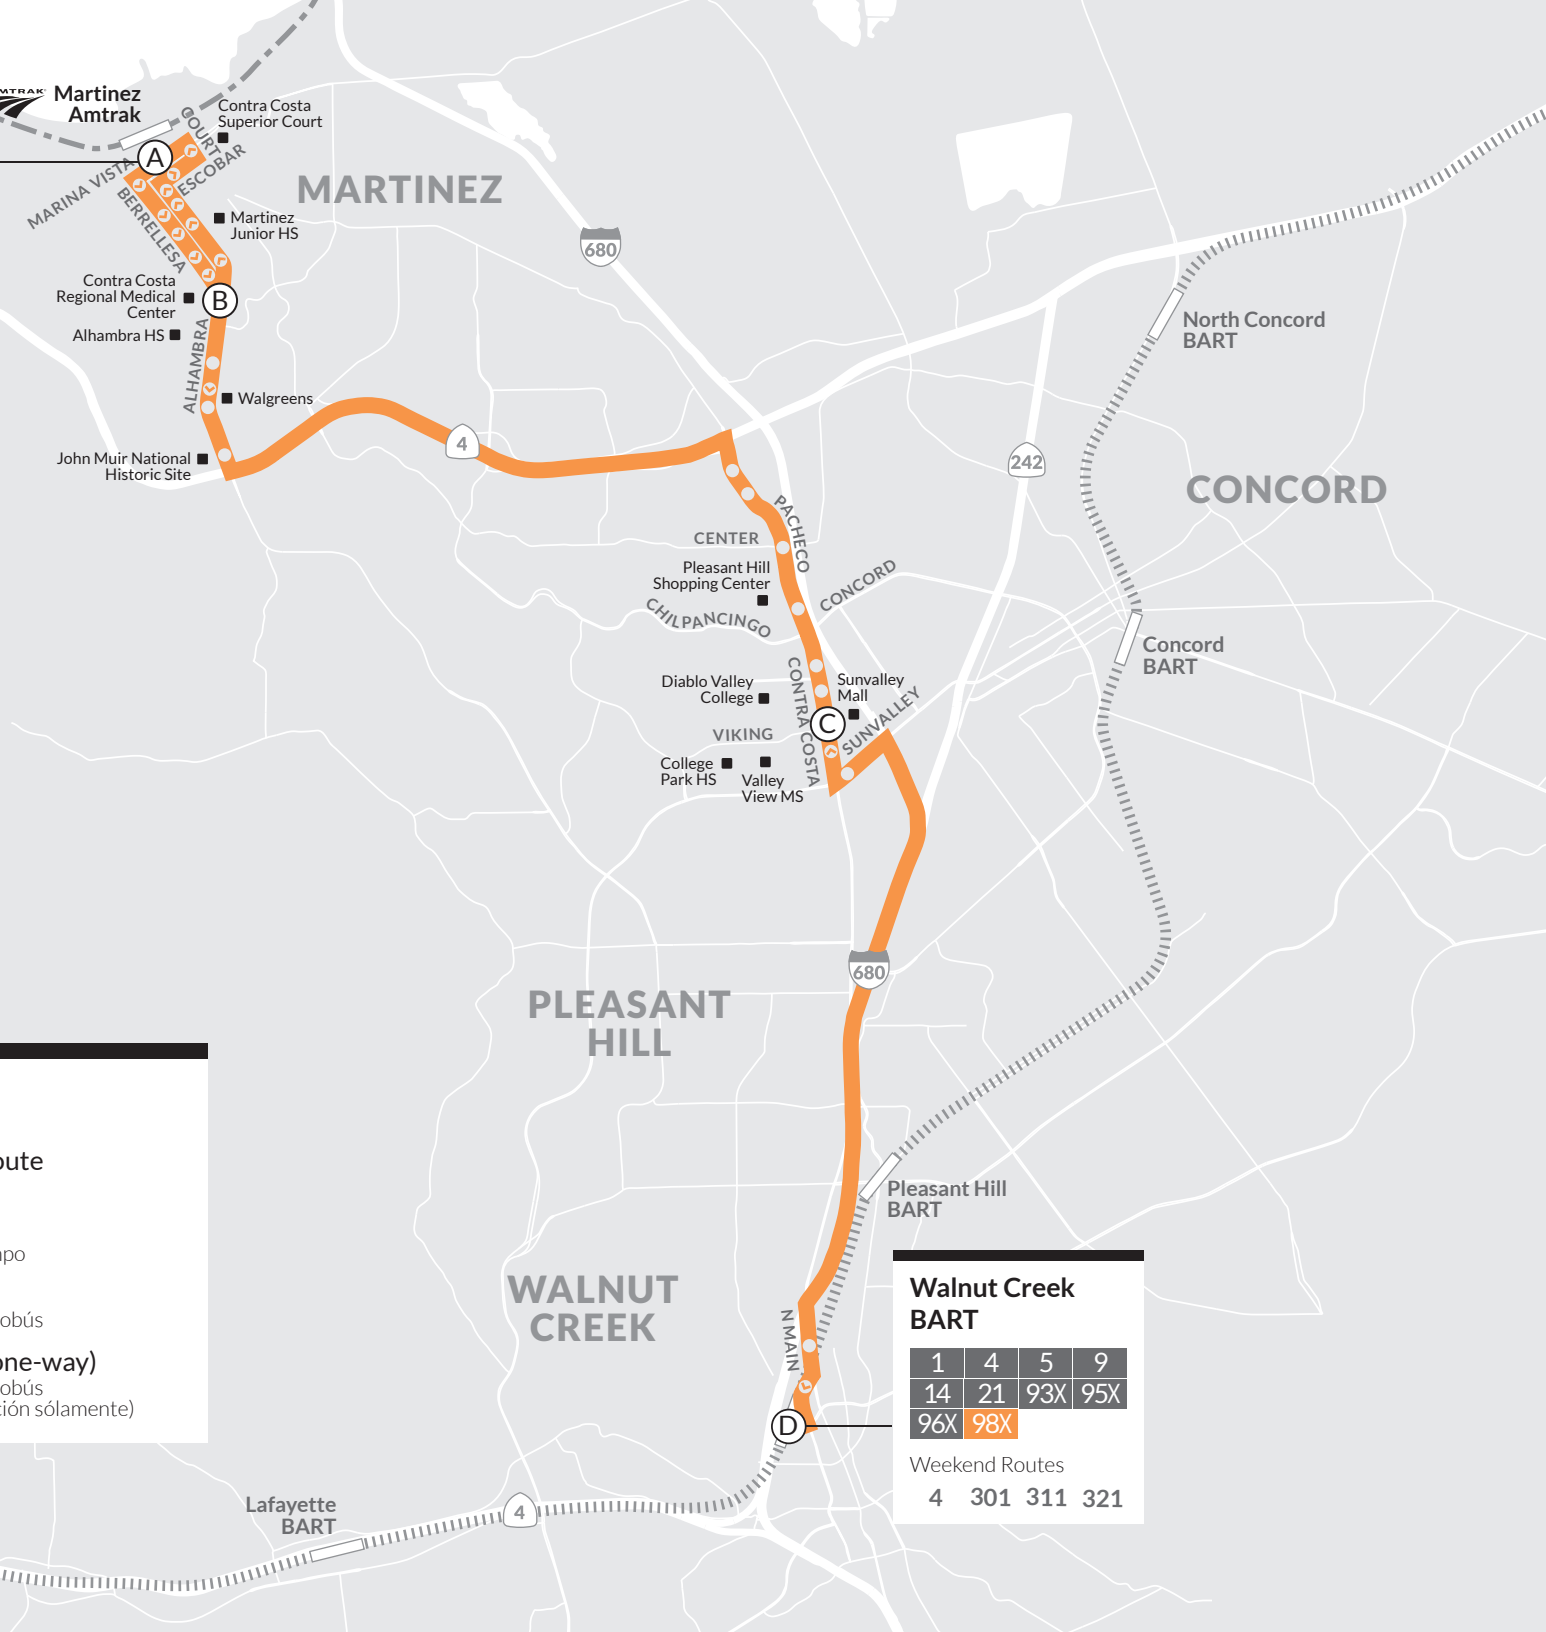 Martinez
Amtrak
COURT
Contra Costa
Superior Court
MARINA VISTA
ESCOBAR
BERRELLESA
A
MARTINEZ
Martinez
Junior HS
680
Contra Costa
Regional Medical
Center
B
Alhambra HS
ALHAMBRA
Walgreens
John Muir National
Historic Site
4
North Concord
BART
242
CONCORD
PACHECO
CENTER
Pleasant Hill
Shopping Center
CONCORD
CHILPANCINGO
Concord
BART
Diablo Valley
College
CONTRA COSTA
Sunvalley
Mall
C
SUNVALLEY
VIKING
College
Park HS
Valley
View MS
680
PLEASANT
HILL
Pleasant Hill
BART
WALNUT
CREEK
N MAIN
D
Walnut Creek
BART
1 4 5 9
14 21 93X 95X
96X 98X
Weekend Routes
4 301 311 321
obús
one-way)
obús
ción sólamente)
Lafayette
BART
4